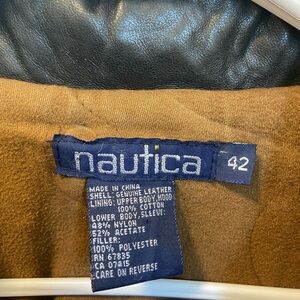 nautica
42
MADE IN CHINA
SHELL: GENUINE LEATHER
LINING: UPPER BODY, HOOD
100% COTTON
LOWER BODY, SLEEVE:
48% NYLON
52% ACETATE
FILLER:
100% POLYESTER
RN 67835
CA 07415
CARE ON REVERSE